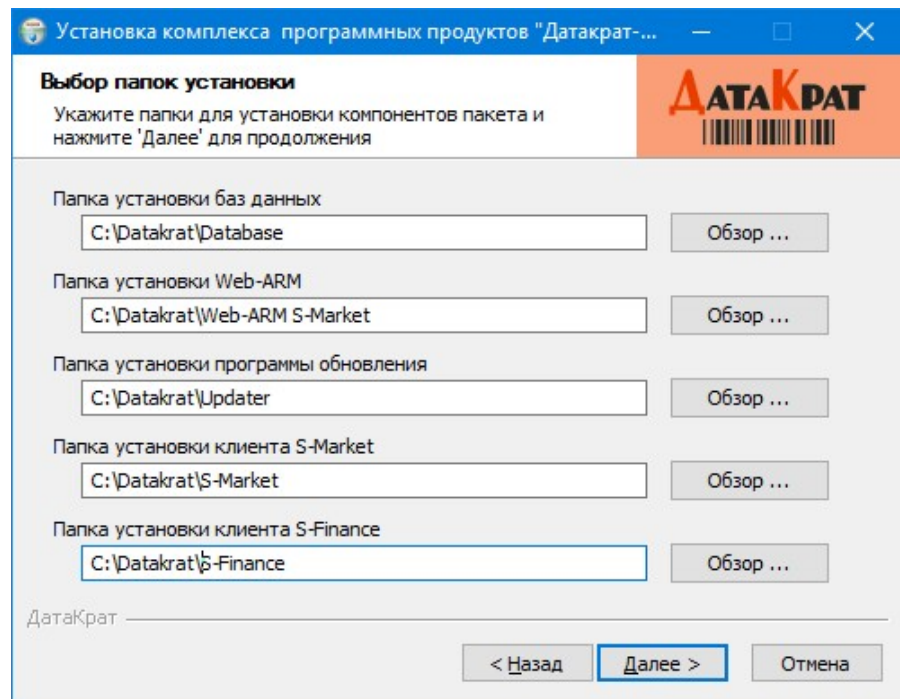 Установка комплекса программных продуктов "Датакрат-...
Выбор папок установки
Укажите папки для установки компонентов пакета и
нажмите 'Далее' для продолжения
ДАТАКРАТ
Папка установки баз данных
C:\Datakrat\Database
Обзор ...
Папка установки Web-ARM
C:\Datakrat\Web-ARM S-Market
Обзор ...
Папка установки программы обновления
C:\Datakrat\Updater
Обзор ...
Папка установки клиента S-Market
C:\Datakrat\S-Market
Обзор ...
Папка установки клиента S-Finance
C:\Datakrat\S-Finance
Обзор ...
ДатаКрат
< Назад
Далее >
Отмена